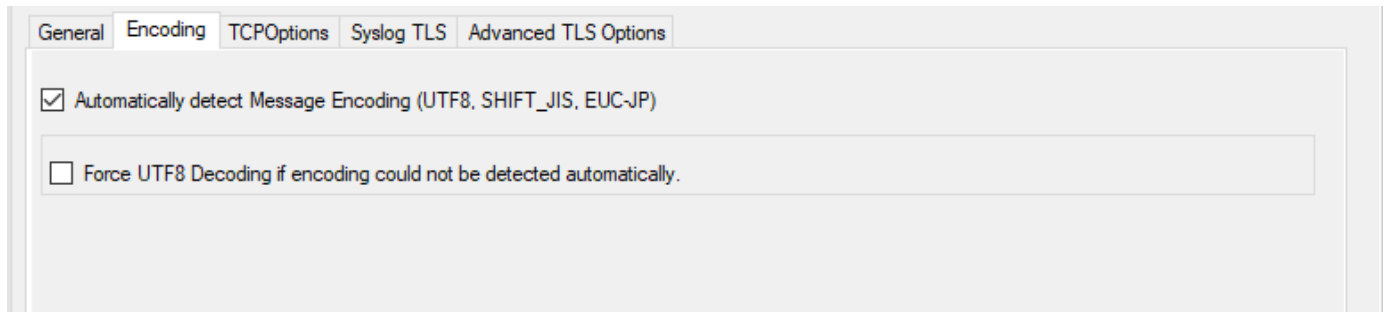 General Encoding TCPOptions Syslog TLS Advanced TLS Options
Automatically detect Message Encoding (UTF8, SHIFT_JIS, EUC-JP)
Force UTF8 Decoding if encoding could not be detected automatically.